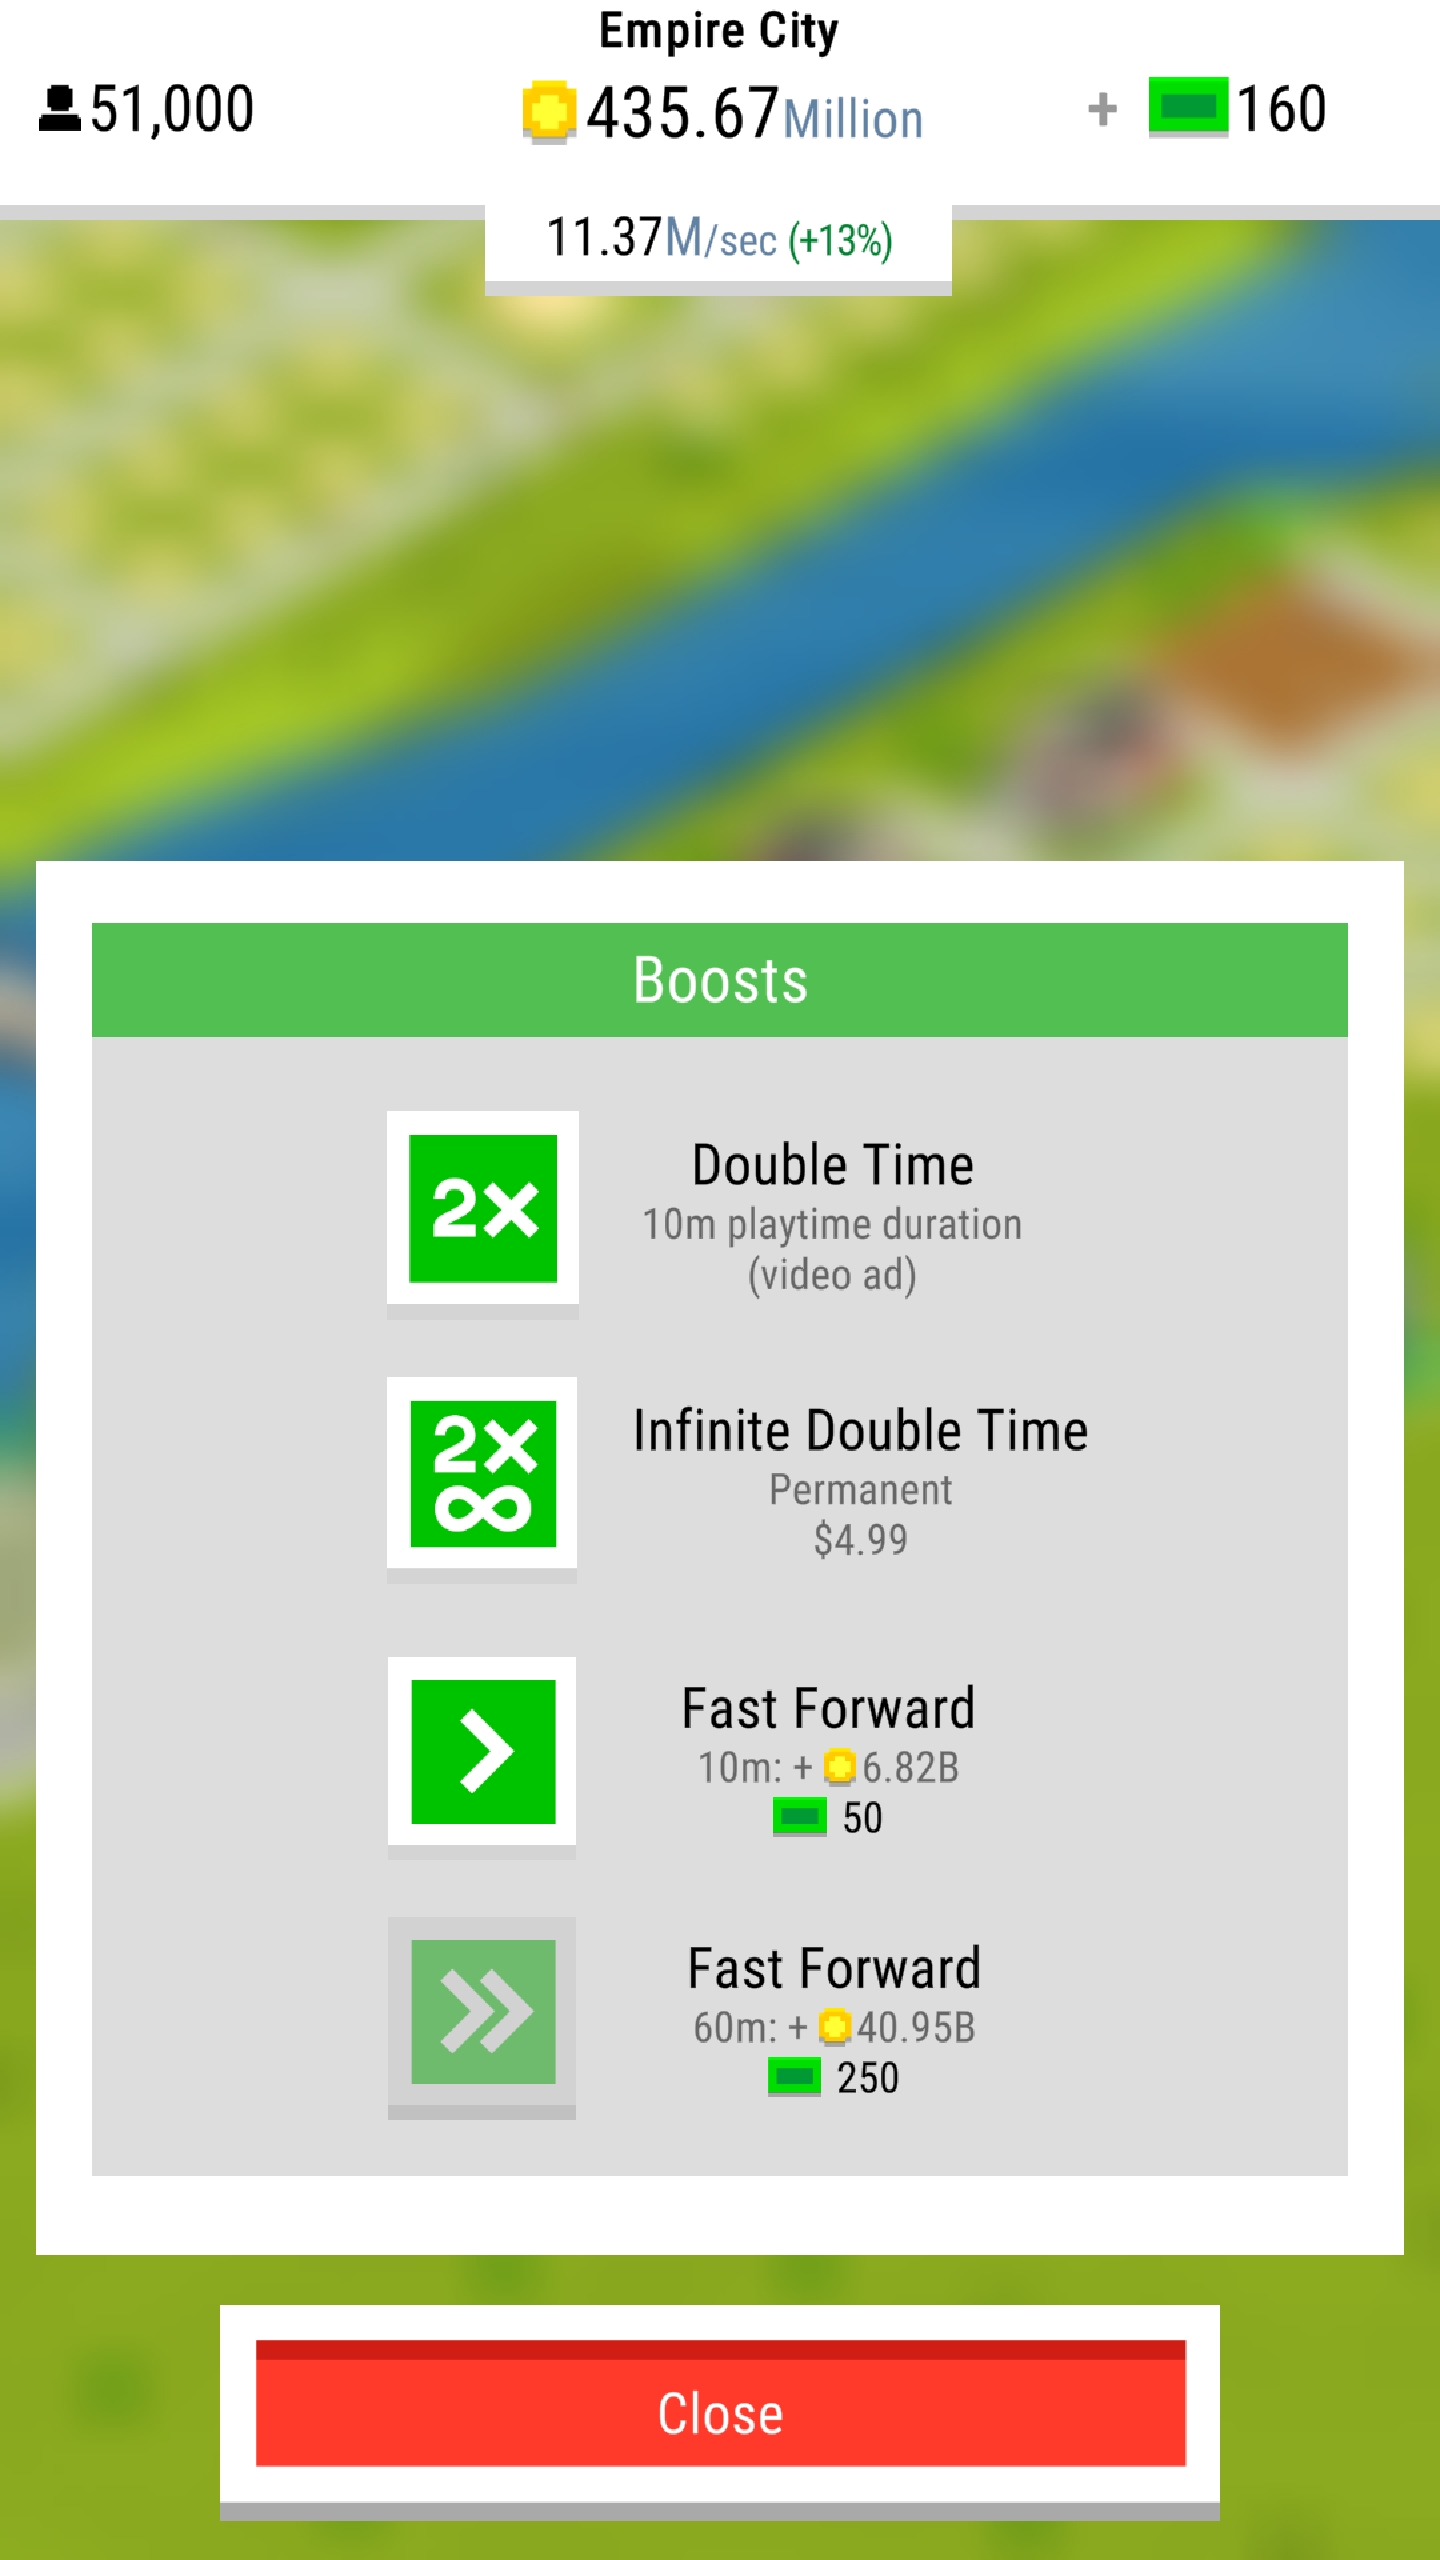 Empire City
51,000
435.67Million
+ 160
11.37M/sec (+13%)
Boosts
2×
Double Time
10m playtime duration
(video ad)
2×
∞
Infinite Double Time
Permanent
$4.99
Fast Forward
10m: + 6.82B
50
Fast Forward
60m: + 40.95B
250
Close